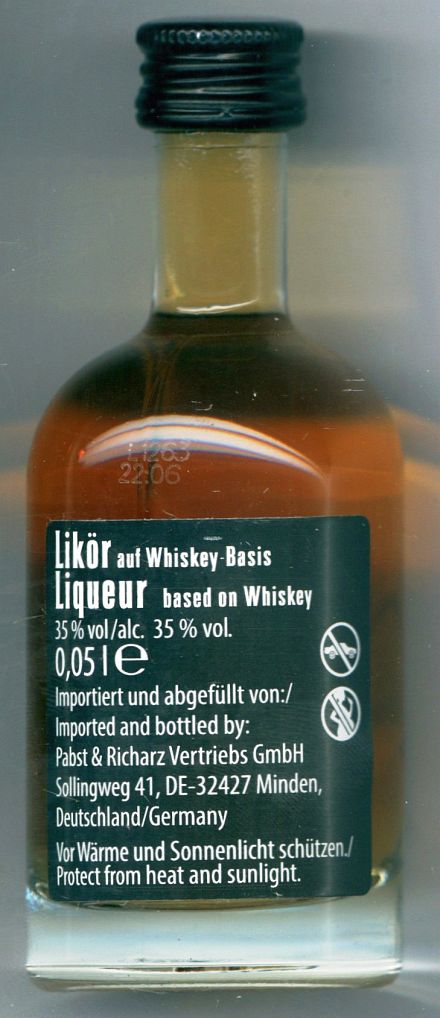 L1263
22:06
Likör auf Whiskey-Basis
Liqueur based on Whiskey
35 % vol/alc. 35 % vol.
0,05 l e
Importiert und abgefüllt von:/
Imported and bottled by:
Pabst & Richarz Vertriebs GmbH
Sollingweg 41, DE-32427 Minden,
Deutschland/Germany
Vor Wärme und Sonnenlicht schützen./
Protect from heat and sunlight.